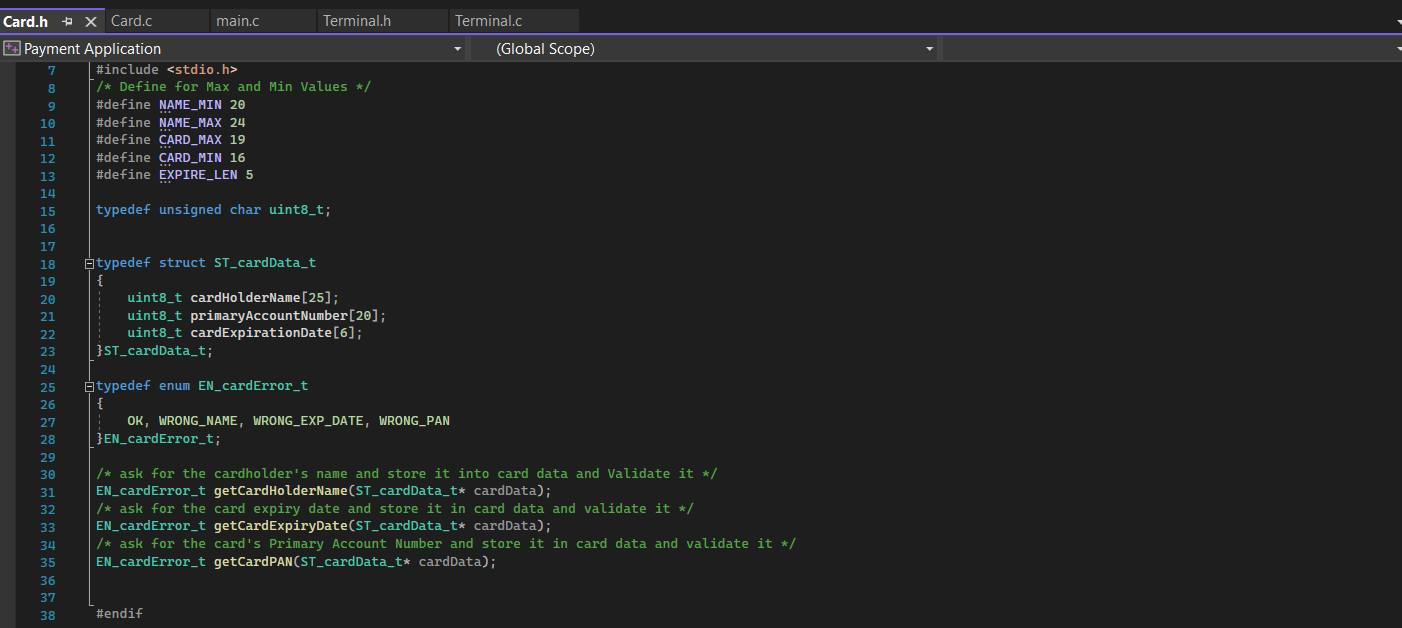 Card.h Card.c main.c Terminal.h Terminal.c
Payment Application (Global Scope)
7 #include <stdio.h>
8 /* Define for Max and Min Values */
9 #define NAME_MIN 20
10 #define NAME_MAX 24
11 #define CARD_MAX 19
12 #define CARD_MIN 16
13 #define EXPIRE_LEN 5
14
15 typedef unsigned char uint8_t;
16
17
18 typedef struct ST_cardData_t
19 {
20 uint8_t cardHolderName[25];
21 uint8_t primaryAccountNumber[20];
22 uint8_t cardExpirationDate[6];
23 }ST_cardData_t;
24
25 typedef enum EN_cardError_t
26 {
27 OK, WRONG_NAME, WRONG_EXP_DATE, WRONG_PAN
28 }EN_cardError_t;
29
30 /* ask for the cardholder's name and store it into card data and Validate it */
31 EN_cardError_t getCardHolderName(ST_cardData_t* cardData);
32 /* ask for the card expiry date and store it in card data and validate it */
33 EN_cardError_t getCardExpiryDate(ST_cardData_t* cardData);
34 /* ask for the card's Primary Account Number and store it in card data and validate it */
35 EN_cardError_t getCardPAN(ST_cardData_t* cardData);
36
37
38 #endif